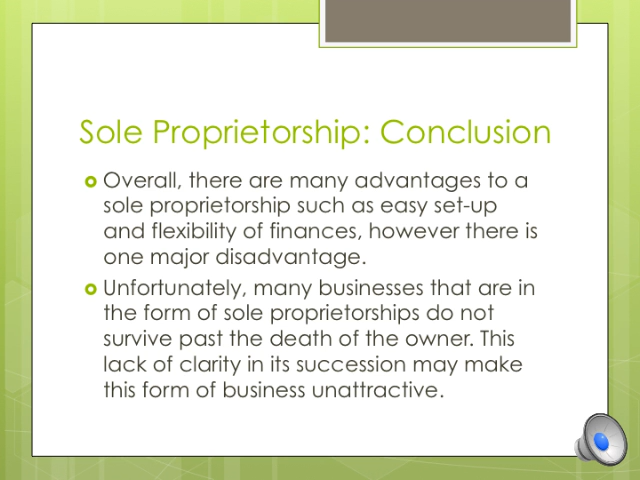 Sole Proprietorship: Conclusion
Overall, there are many advantages to a
sole proprietorship such as easy set-up
and flexibility of finances, however there is
one major disadvantage.
Unfortunately, many businesses that are in
the form of sole proprietorships do not
survive past the death of the owner. This
lack of clarity in its succession may make
this form of business unattractive.